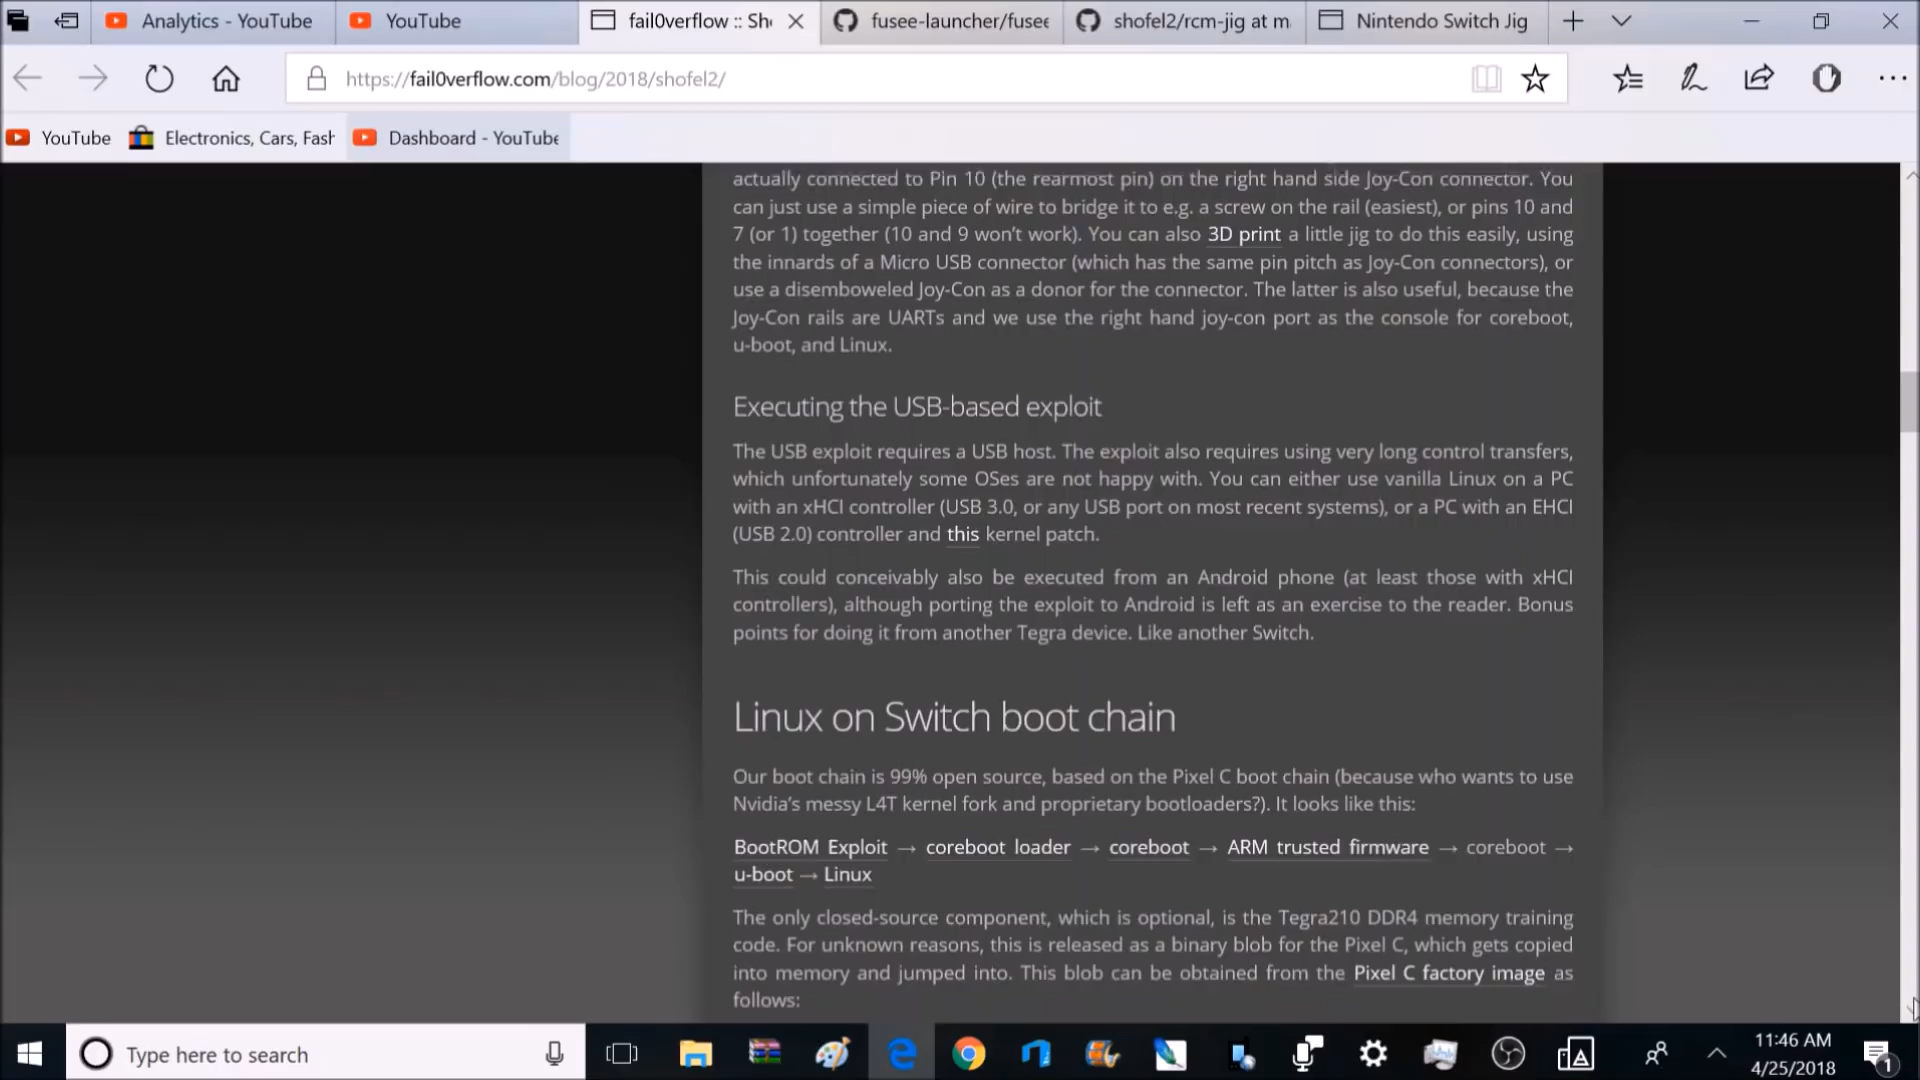 Analytics - YouTube
YouTube
fail0verflow :: Sh
fusee-launcher/fusee
shofel2/rcm-jig at m
Nintendo Switch Jig
https://fail0verflow.com/blog/2018/shofel2/
YouTube
Electronics, Cars, Fash
Dashboard - YouTube
actually connected to Pin 10 (the rearmost pin) on the right hand side Joy-Con connector. You
can just use a simple piece of wire to bridge it to e.g. a screw on the rail (easiest), or pins 10 and
7 (or 1) together (10 and 9 won't work). You can also 3D print a little jig to do this easily, using
the innards of a Micro USB connector (which has the same pin pitch as Joy-Con connectors), or
use a disemboweled Joy-Con as a donor for the connector. The latter is also useful, because the
Joy-Con rails are UARTs and we use the right hand joy-con port as the console for coreboot,
u-boot, and Linux.
Executing the USB-based exploit
The USB exploit requires a USB host. The exploit also requires using very long control transfers,
which unfortunately some OSes are not happy with. You can either use vanilla Linux on a PC
with an xHCI controller (USB 3.0, or any USB port on most recent systems), or a PC with an EHCI
(USB 2.0) controller and this kernel patch.
This could conceivably also be executed from an Android phone (at least those with xHCI
controllers), although porting the exploit to Android is left as an exercise to the reader. Bonus
points for doing it from another Tegra device. Like another Switch.
Linux on Switch boot chain
Our boot chain is 99% open source, based on the Pixel C boot chain (because who wants to use
Nvidia's messy L4T kernel fork and proprietary bootloaders?). It looks like this:
BootROM Exploit → coreboot loader → coreboot → ARM trusted firmware → coreboot →
u-boot → Linux
The only closed-source component, which is optional, is the Tegra210 DDR4 memory training
code. For unknown reasons, this is released as a binary blob for the Pixel C, which gets copied
into memory and jumped into. This blob can be obtained from the Pixel C factory image as
follows:
Type here to search
11:46 AM
4/25/2018
1